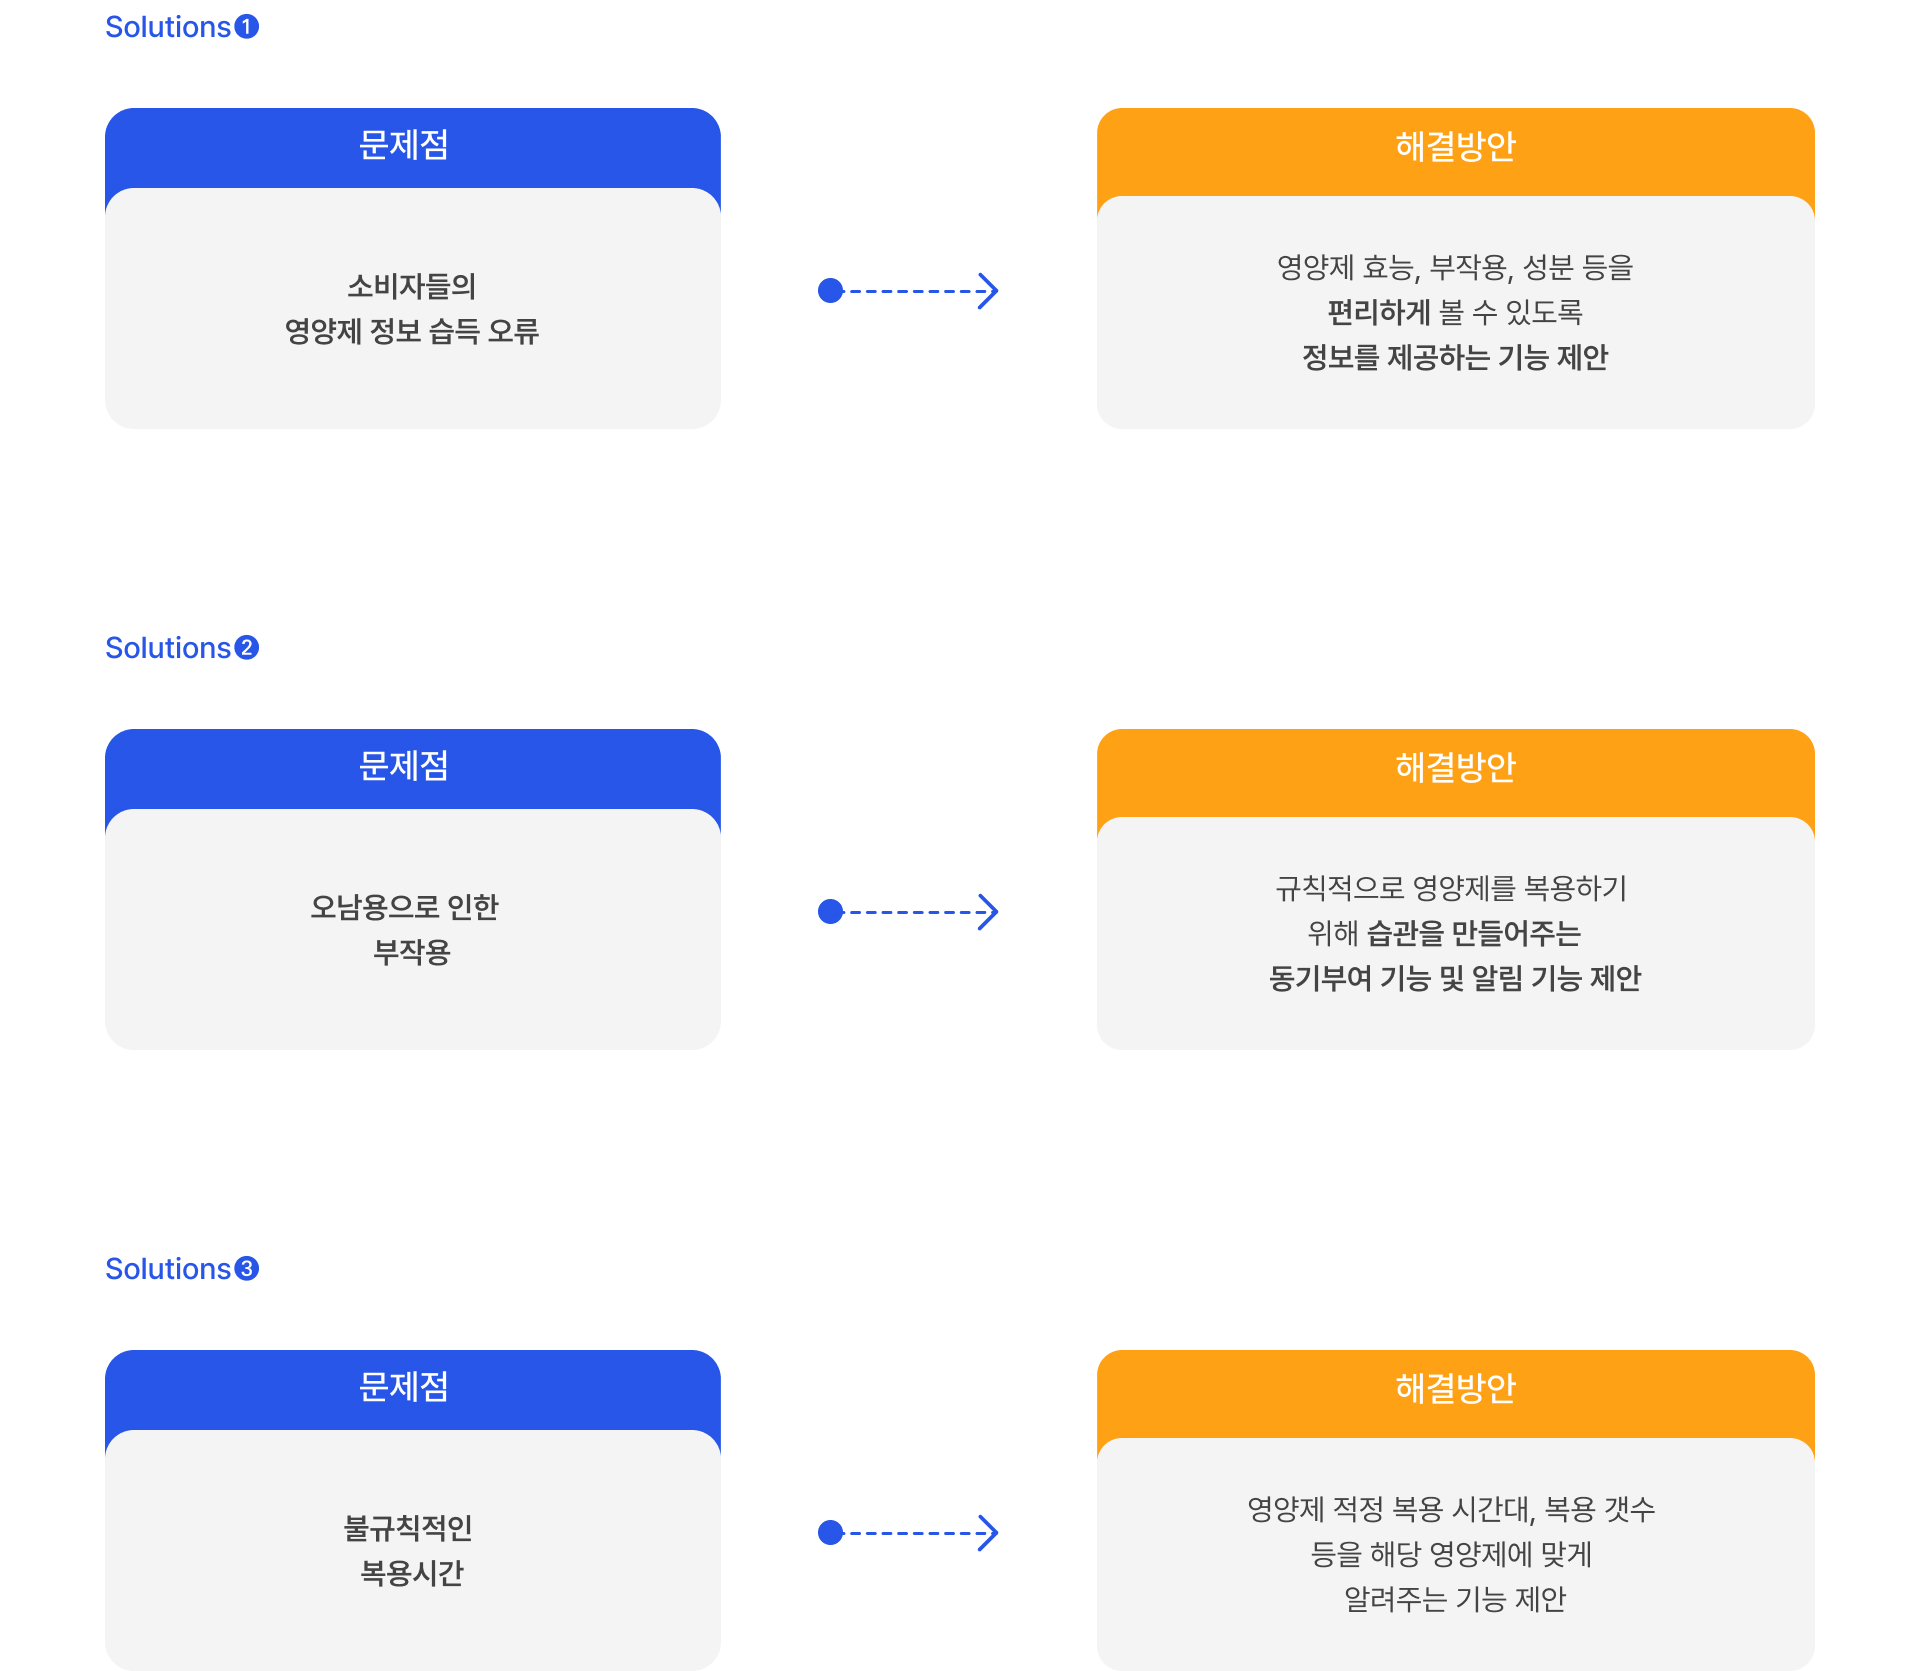 Solutions❶
문제점
소비자들의
영양제 정보 습득 오류
해결방안
영양제 효능, 부작용, 성분 등을
편리하게 볼 수 있도록
정보를 제공하는 기능 제안
Solutions❷
문제점
오남용으로 인한
부작용
해결방안
규칙적으로 영양제를 복용하기
위해 습관을 만들어주는
동기부여 기능 및 알림 기능 제안
Solutions❸
문제점
불규칙적인
복용시간
해결방안
영양제 적정 복용 시간대, 복용 갯수
등을 해당 영양제에 맞게
알려주는 기능 제안